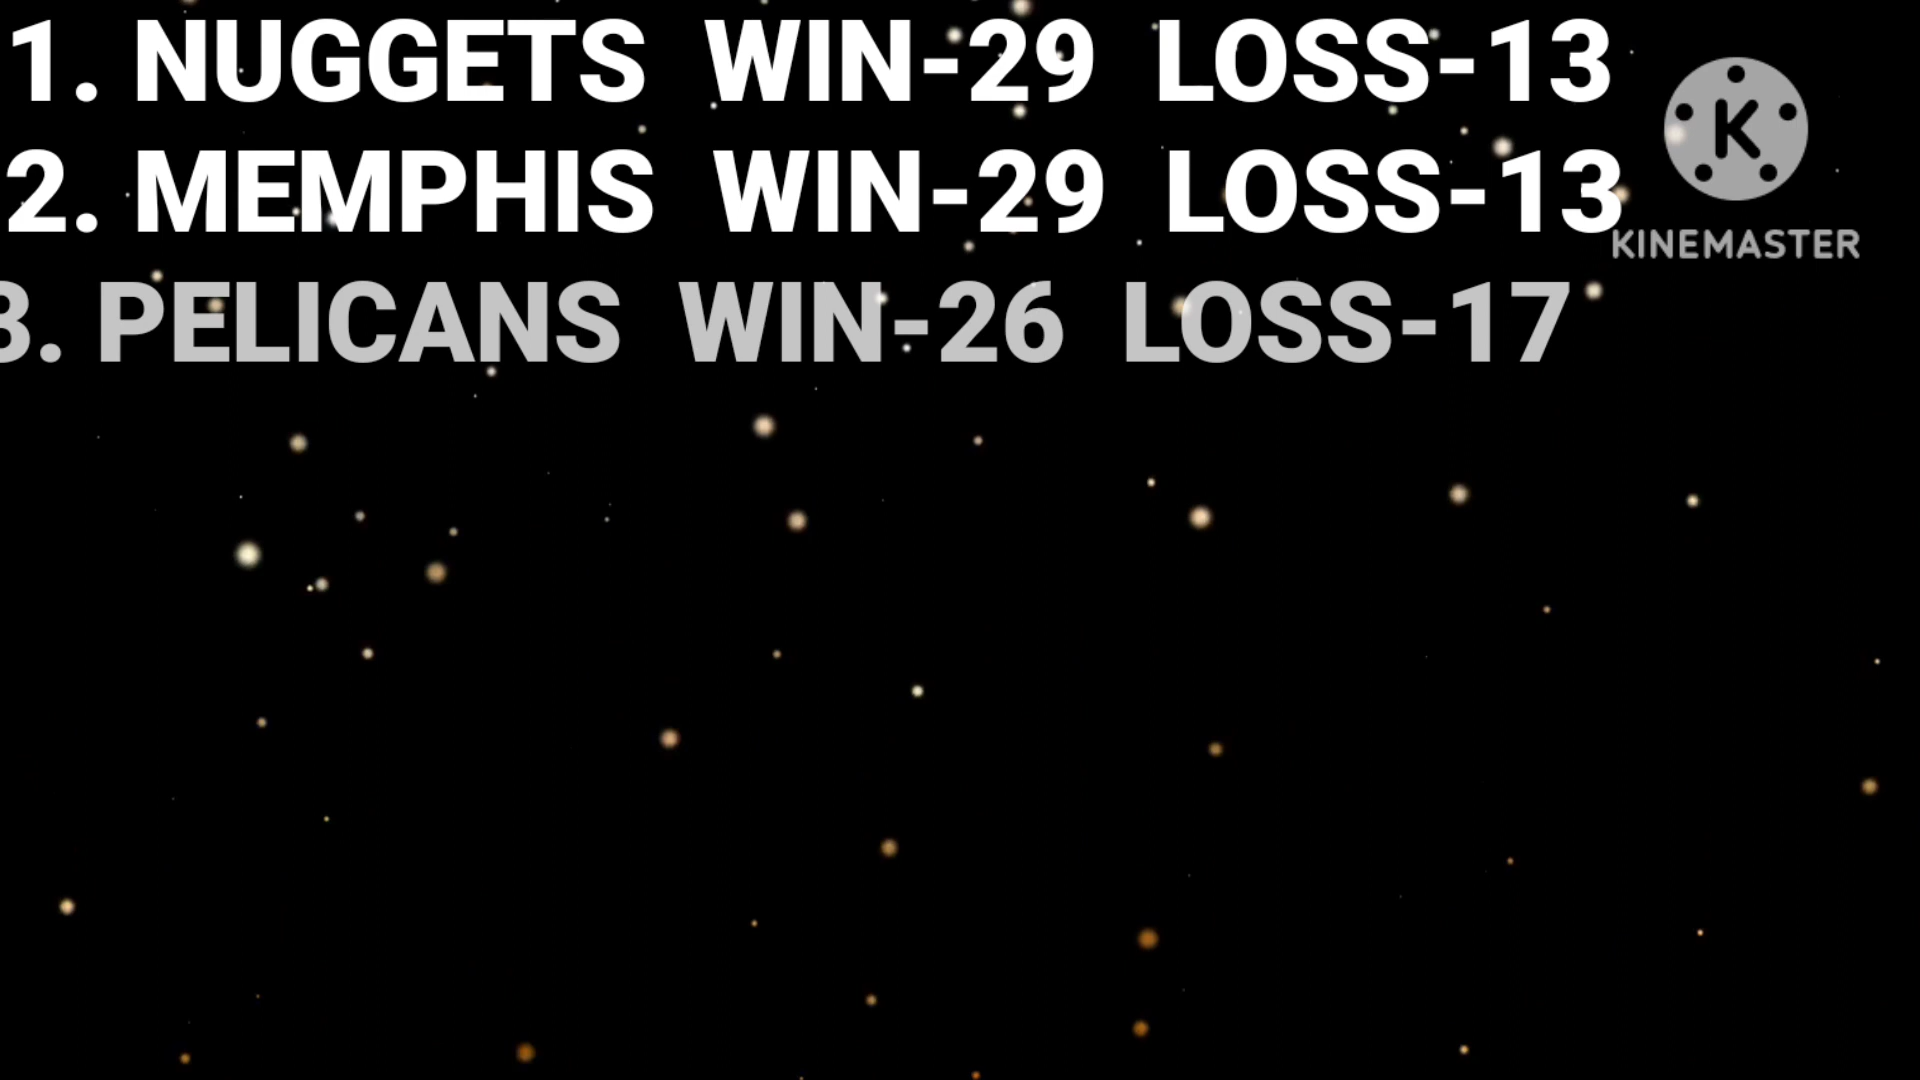 1. NUGGETS WIN-29 LOSS-13
2. MEMPHIS WIN-29 LOSS-13
3. PELICANS WIN-26 LOSS-17
K
KINEMASTER